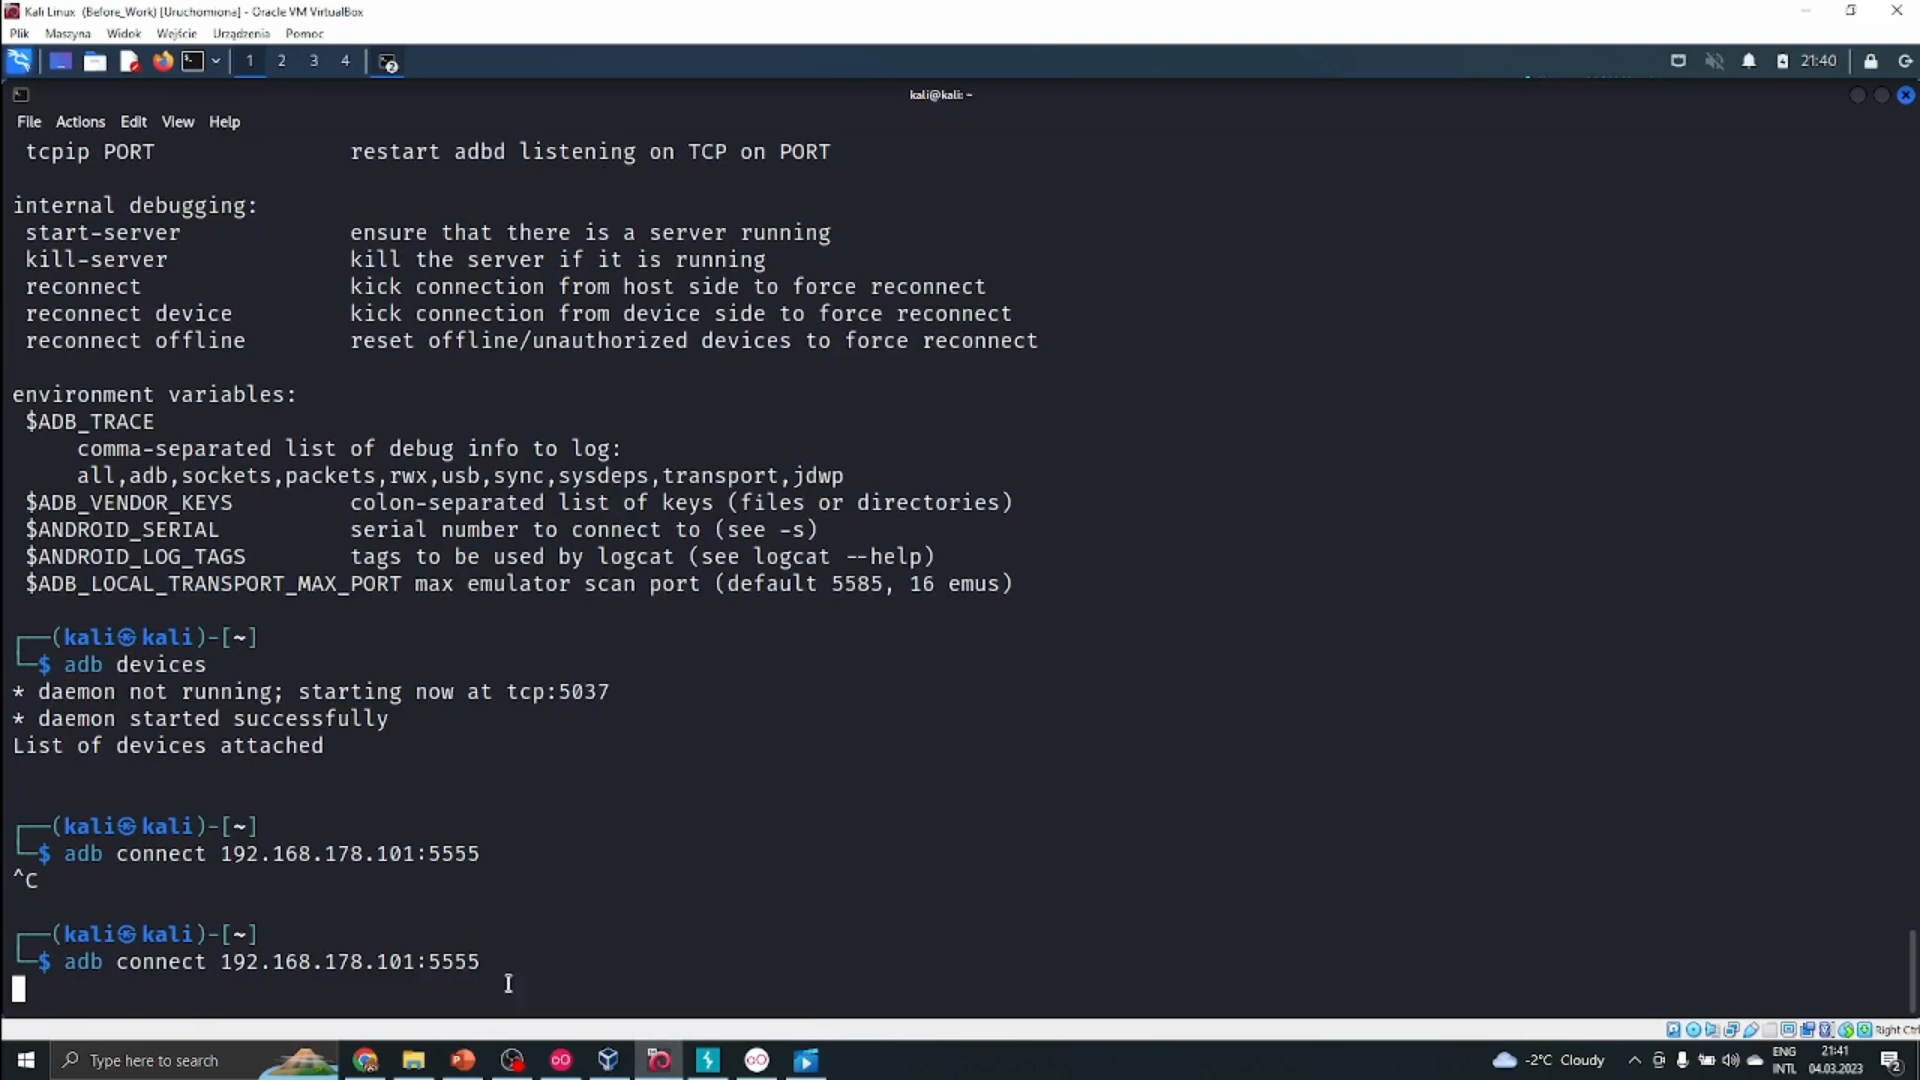 Kali Linux (Before_Work) [Uruchomiona] - Oracle VM VirtualBox
Plik Maszyna Widok Wejście Urządzenia Pomoc
1 2 3 4 2 21:40
kali@kali: ~
File Actions Edit View Help
tcpip PORT restart adbd listening on TCP on PORT
internal debugging:
start-server ensure that there is a server running
kill-server kill the server if it is running
reconnect kick connection from host side to force reconnect
reconnect device kick connection from device side to force reconnect
reconnect offline reset offline/unauthorized devices to force reconnect
environment variables:
$ADB_TRACE
comma-separated list of debug info to log:
all,adb,sockets,packets,rwx,usb,sync,sysdeps,transport,jdwp
$ADB_VENDOR_KEYS colon-separated list of keys (files or directories)
$ANDROID_SERIAL serial number to connect to (see -s)
$ANDROID_LOG_TAGS tags to be used by logcat (see logcat --help)
$ADB_LOCAL_TRANSPORT_MAX_PORT max emulator scan port (default 5585, 16 emus)
┌──(kali㉿kali)-[~]
└─$ adb devices
* daemon not running; starting now at tcp:5037
* daemon started successfully
List of devices attached
┌──(kali㉿kali)-[~]
└─$ adb connect 192.168.178.101:5555
^C
┌──(kali㉿kali)-[~]
└─$ adb connect 192.168.178.101:5555
Right Ctrl
Type here to search -2°C Cloudy ENG 21:41
INTL 04.03.2023 2